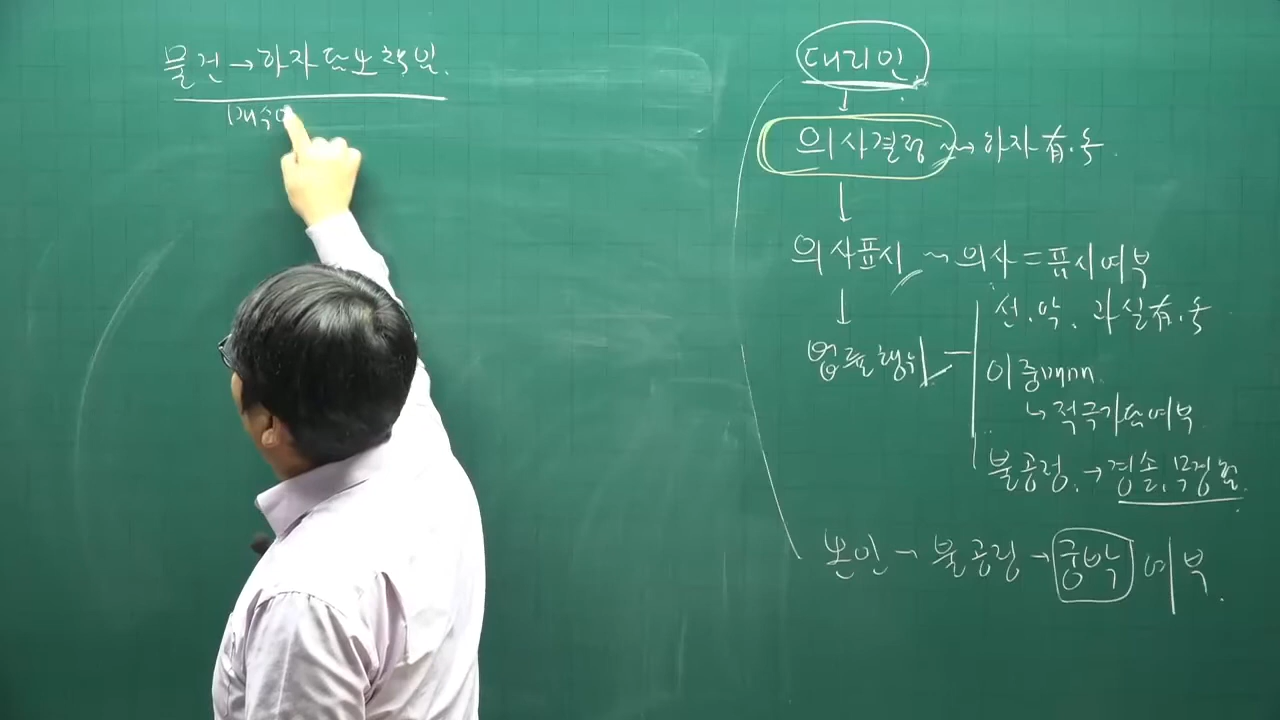 물건→하자담보책임.
매수
대리인
↓
의사결정 ~→ 하자 有.무.
↓
의사표시 ~ 의사=표시여부
↓
선.악. 과실有.무
법률행위 이중매매
↳적극가담여부
불공정. → 경솔, 무경험.
본인 → 불공정 → 궁박 여부.